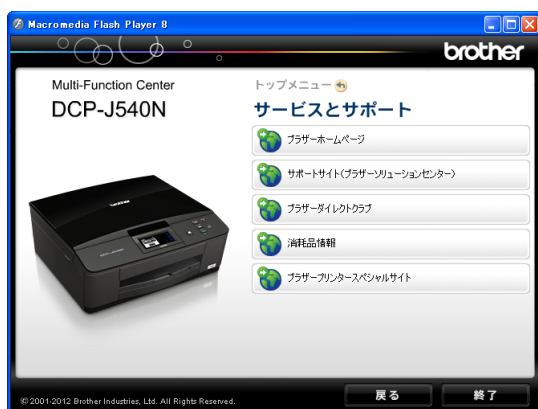 Macromedia Flash Player 8
brother
Multi-Function Center
DCP-J540N
トップメニュー
サービスとサポート
ブラザーホームページ
サポートサイト(ブラザーソリューションセンター)
ブラザーダイレクトクラブ
消耗品情報
ブラザープリンタースペシャルサイト
© 2001-2012 Brother Industries, Ltd. All Rights Reserved.
戻る
終了